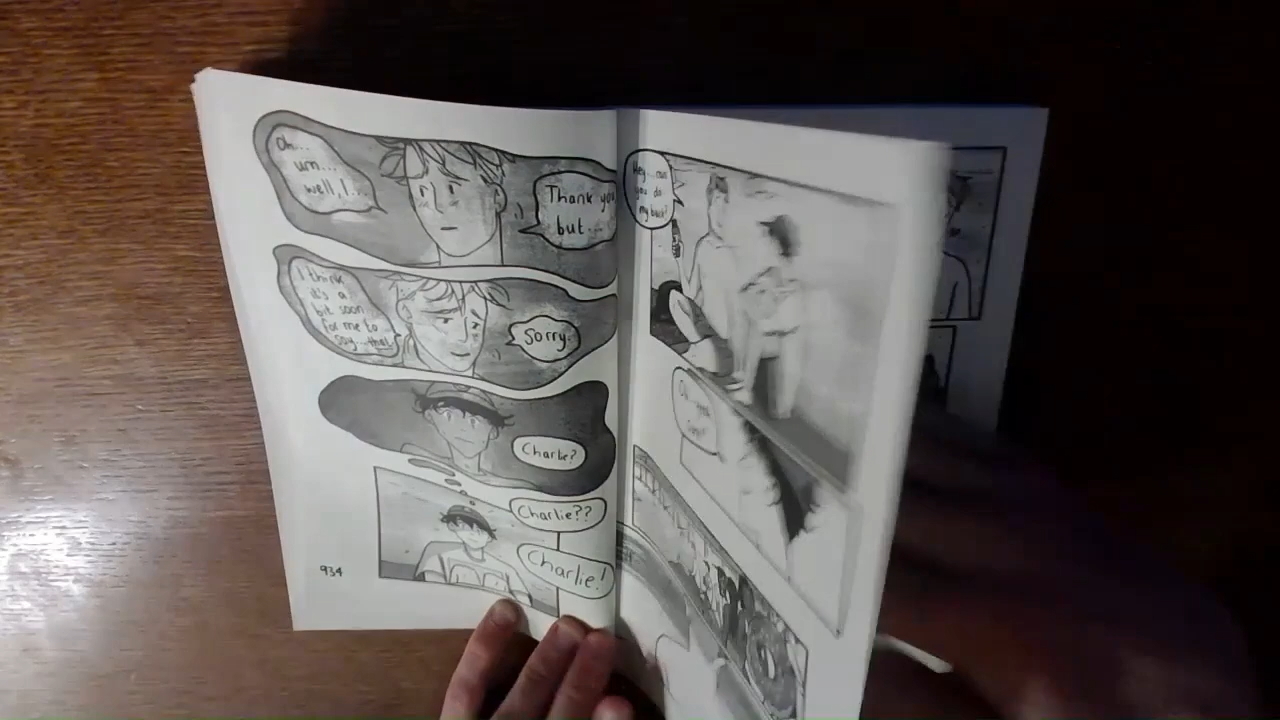 Oh...
um...
well, I...
Thank you
but...
I think
it's a
bit soon
for me to
say...that
Sorry.
Charlie?
Charlie??
Charlie!
934
Hey...can
you do
my back?